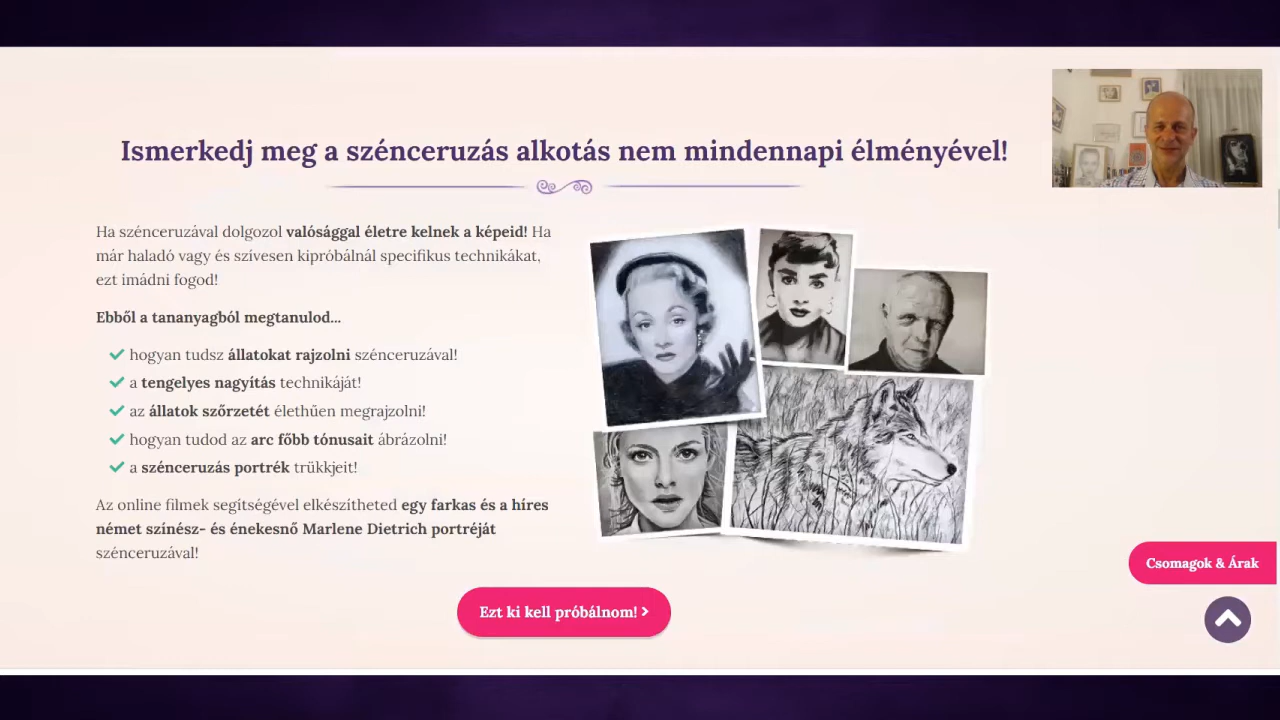 Ismerkedj meg a szénceruzás alkotás nem mindennapi élményével!
Ha szénceruzával dolgozol valósággal életre kelnek a képeid! Ha
már haladó vagy és szívesen kipróbálnál specifikus technikákat,
ezt imádni fogod!
Ebből a tananyagból megtanulod...
hogyan tudsz állatokat rajzolni szénceruzával!
a tengelyes nagyítás technikáját!
az állatok szőrzetét élethűen megrajzolni!
hogyan tudod az arc főbb tónusait ábrázolni!
a szénceruzás portrék trükkjeit!
Az online filmek segítségével elkészítheted egy farkas és a híres
német színész- és énekesnő Marlene Dietrich portréját
szénceruzával!
Ezt ki kell próbálnom!
Csomagok & Árak